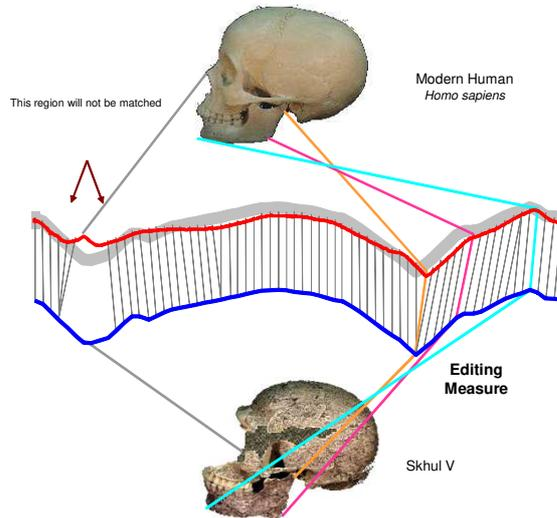 Modern Human
Homo sapiens
This region will not be matched
Editing
Measure
Skhul V